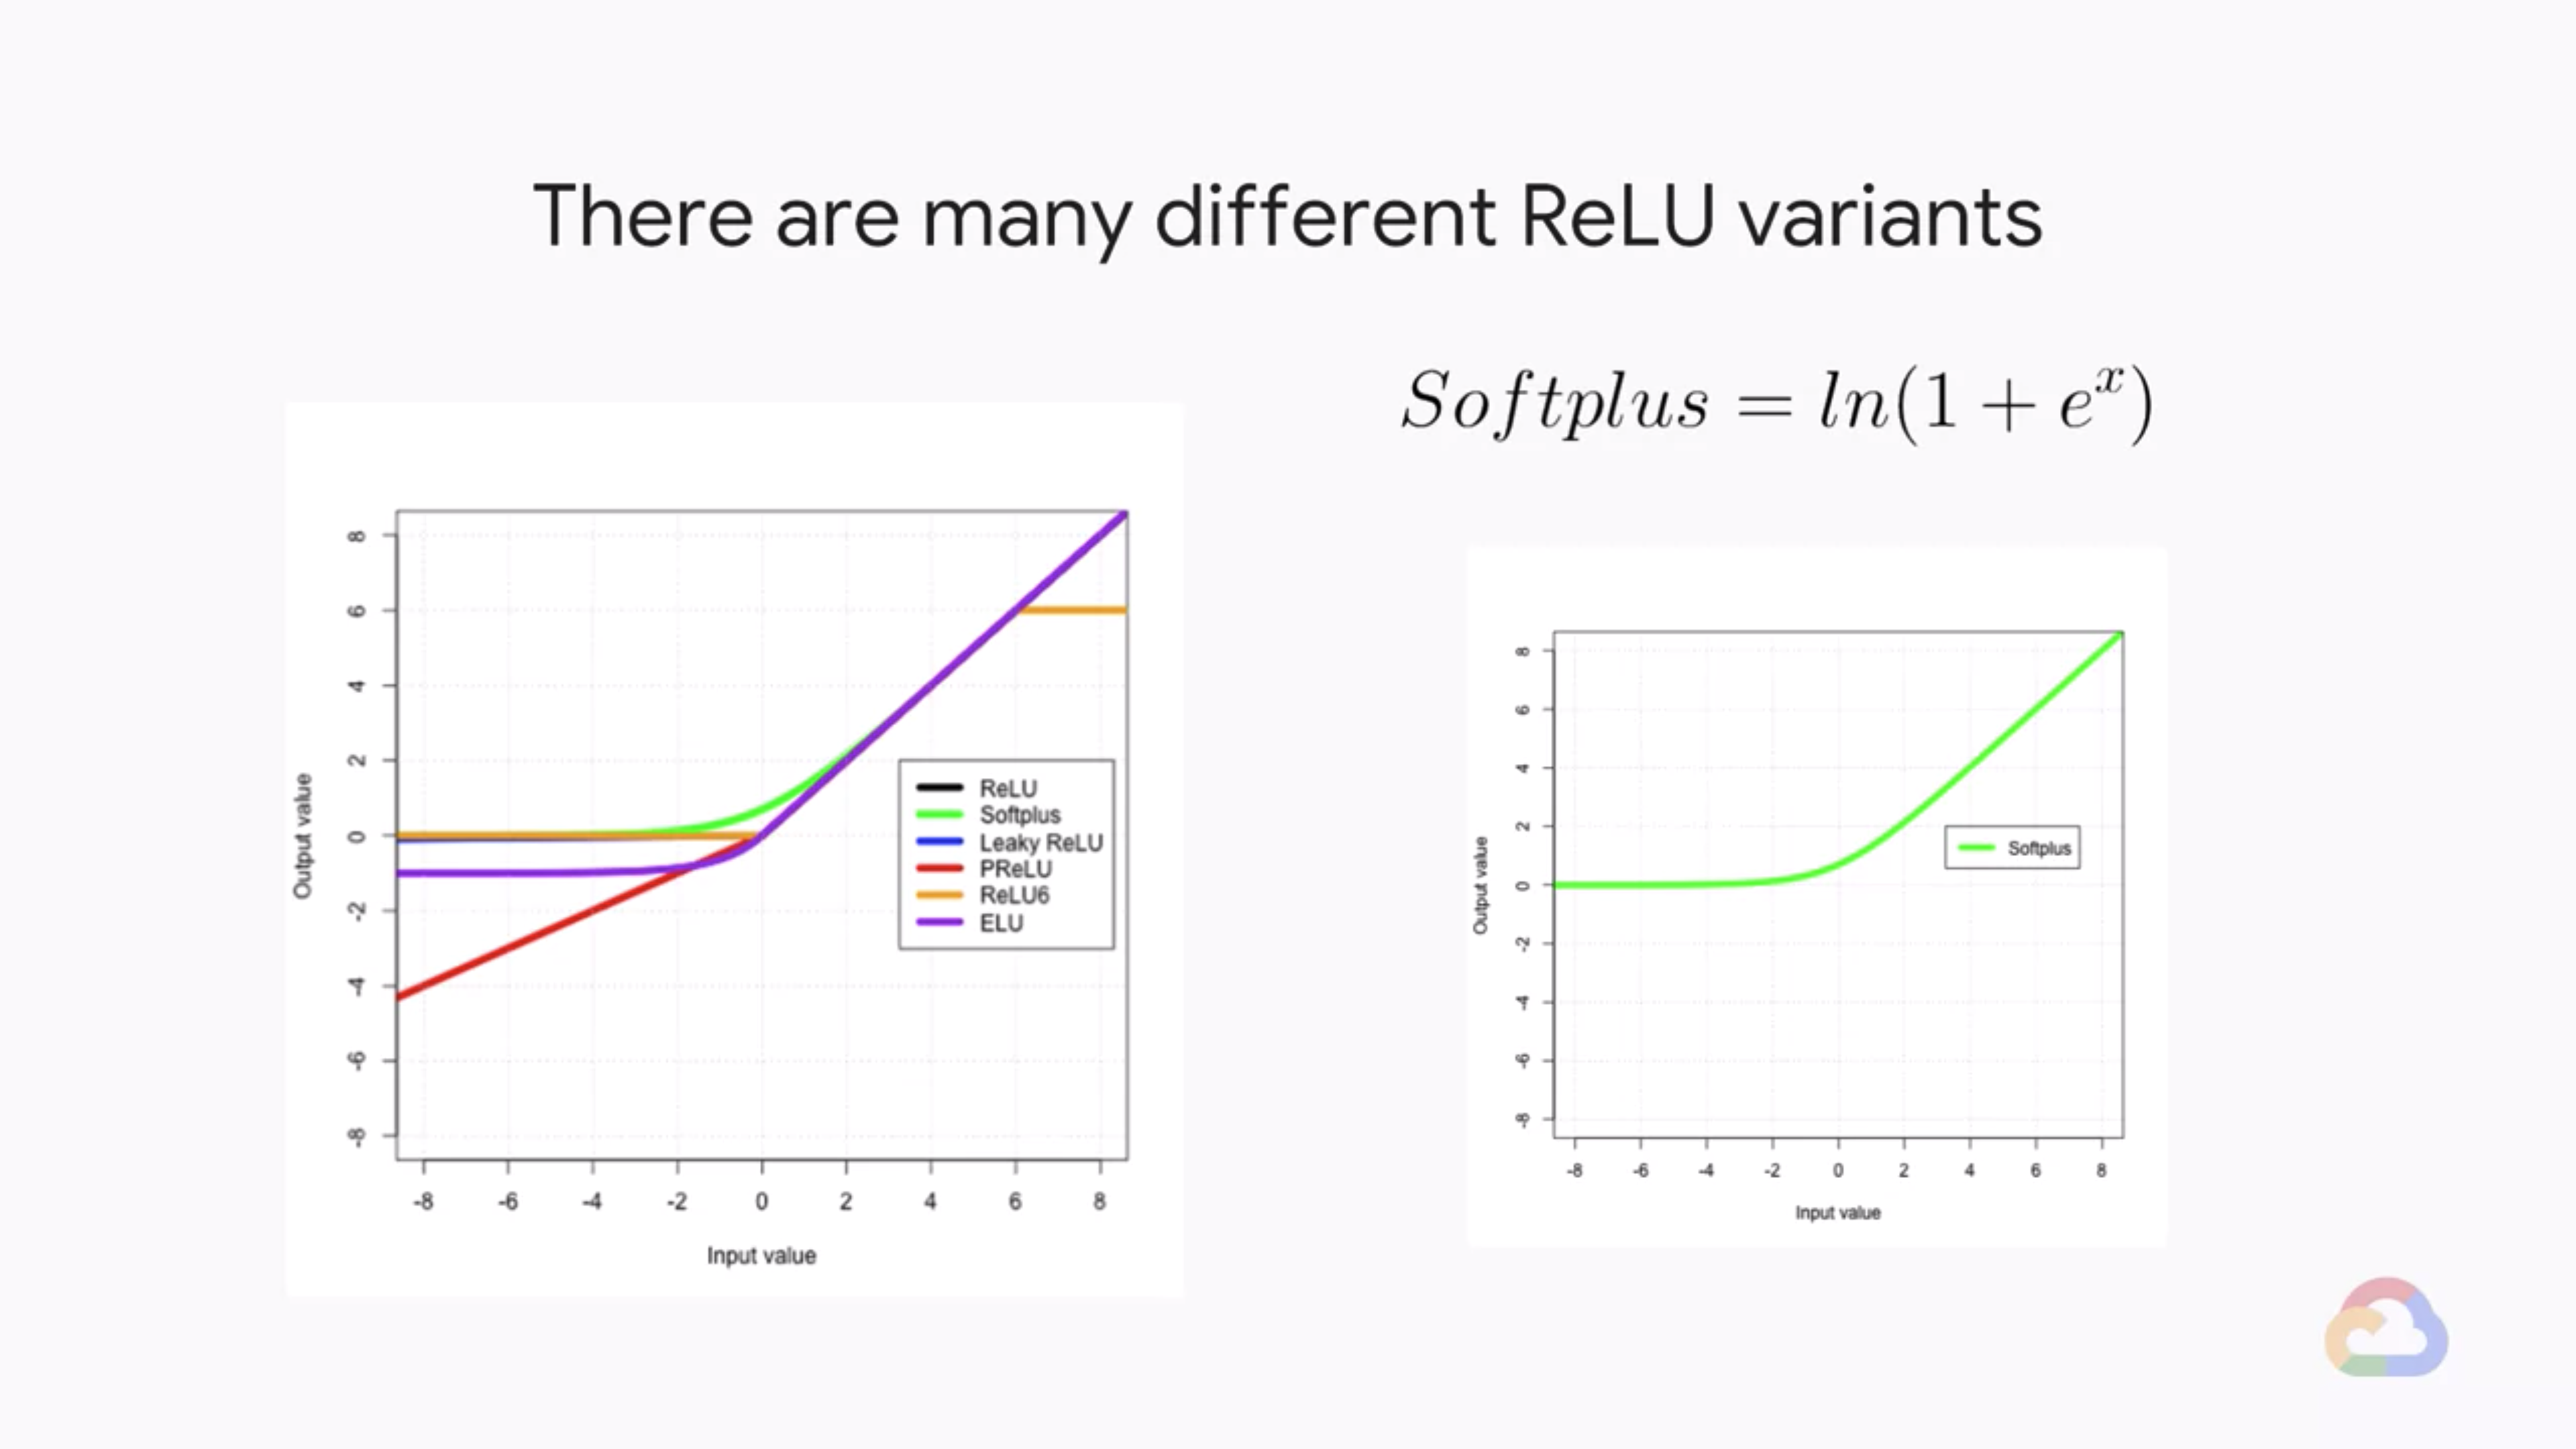 There are many different ReLU variants
Softplus = ln(1 + e^x)
8
6
4
2
0
-2
-4
-6
-8
Output value
ReLU
Softplus
Leaky ReLU
PReLU
ReLU6
ELU
-8 -6 -4 -2 0 2 4 6 8
Input value
8
6
4
2
0
-2
-4
-6
-8
Output value
Softplus
-8 -6 -4 -2 0 2 4 6 8
Input value